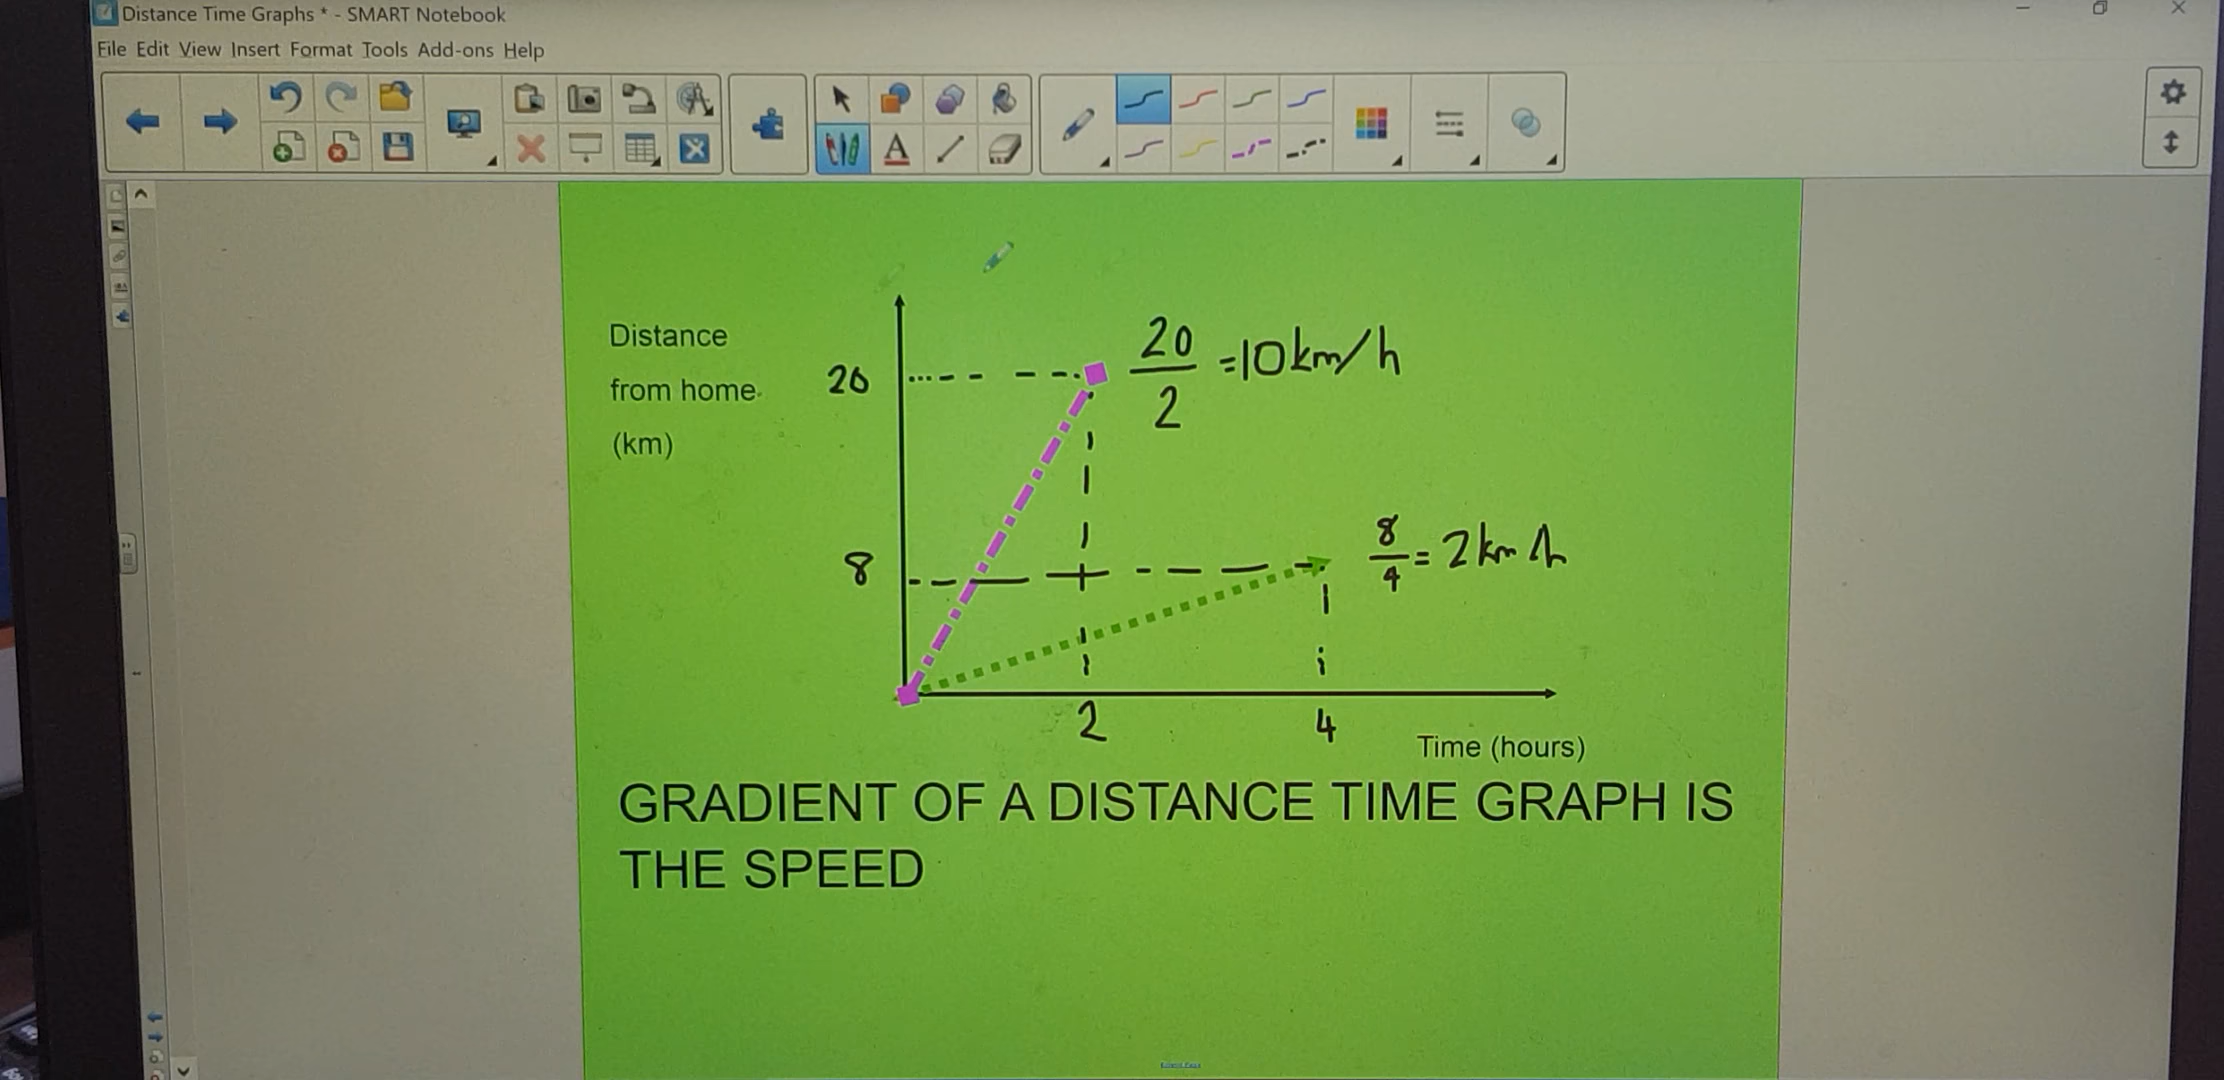 Distance Time Graphs * - SMART Notebook
File Edit View Insert Format Tools Add-ons Help
Distance
from home
(km)
20
20
2
=10km/h
8
8
4
= 2km/h
2
4
Time (hours)
GRADIENT OF A DISTANCE TIME GRAPH IS
THE SPEED